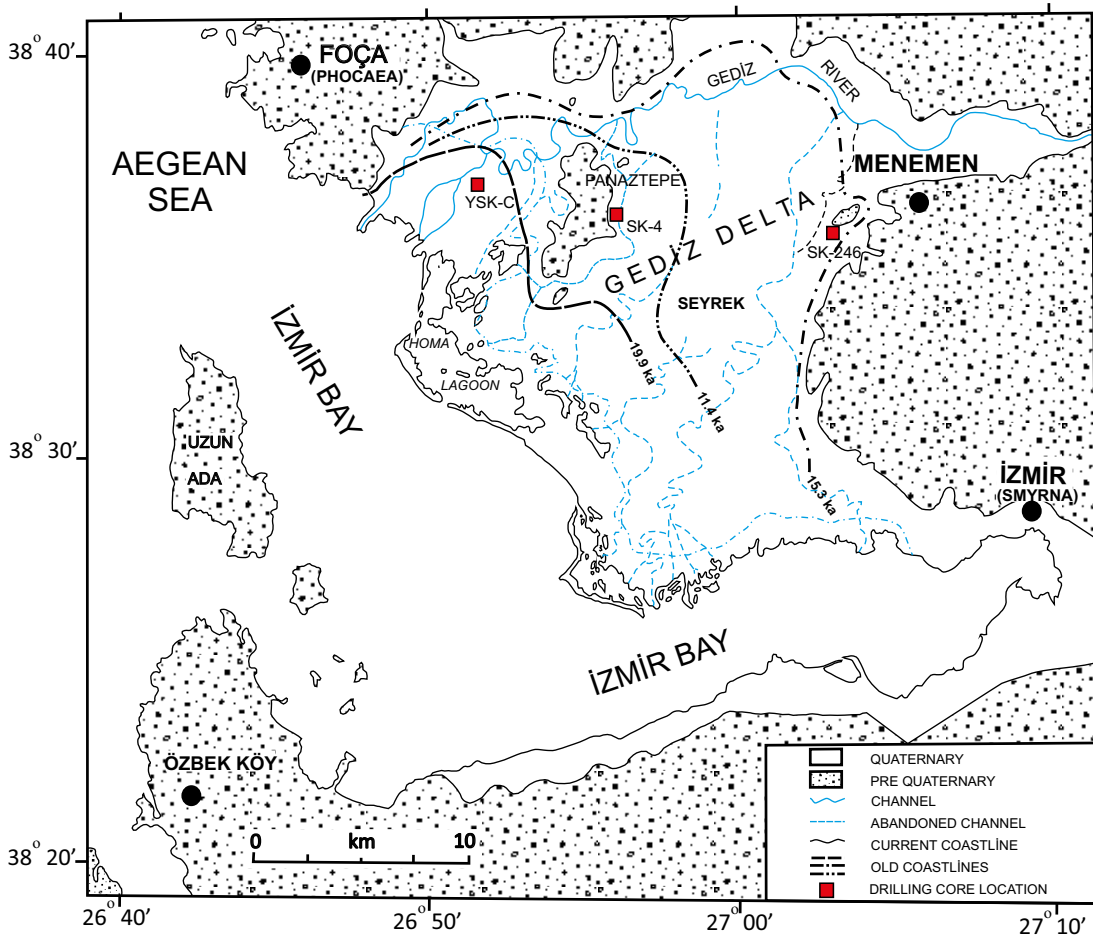 38° 40'
FOÇA
(PHOCAEA)
GEDİZ
RIVER
AEGEAN
SEA
MENEMEN
YSK-C
PANAZTEPE
SK-4
SK-246
GEDİZ DELTA
SEYREK
İZMİR BAY
HOMA
LAGOON
19.9 ka
11.4 ka
15.3 ka
38° 30'
UZUN
ADA
İZMİR
(SMYRNA)
İZMİR BAY
ÖZBEK KÖY
0 km 10
QUATERNARY
PRE QUATERNARY
CHANNEL
ABANDONED CHANNEL
CURRENT COASTLINE
OLD COASTLİNES
DRILLING CORE LOCATION
38° 20'
26° 40'
26° 50'
27° 00'
27° 10'